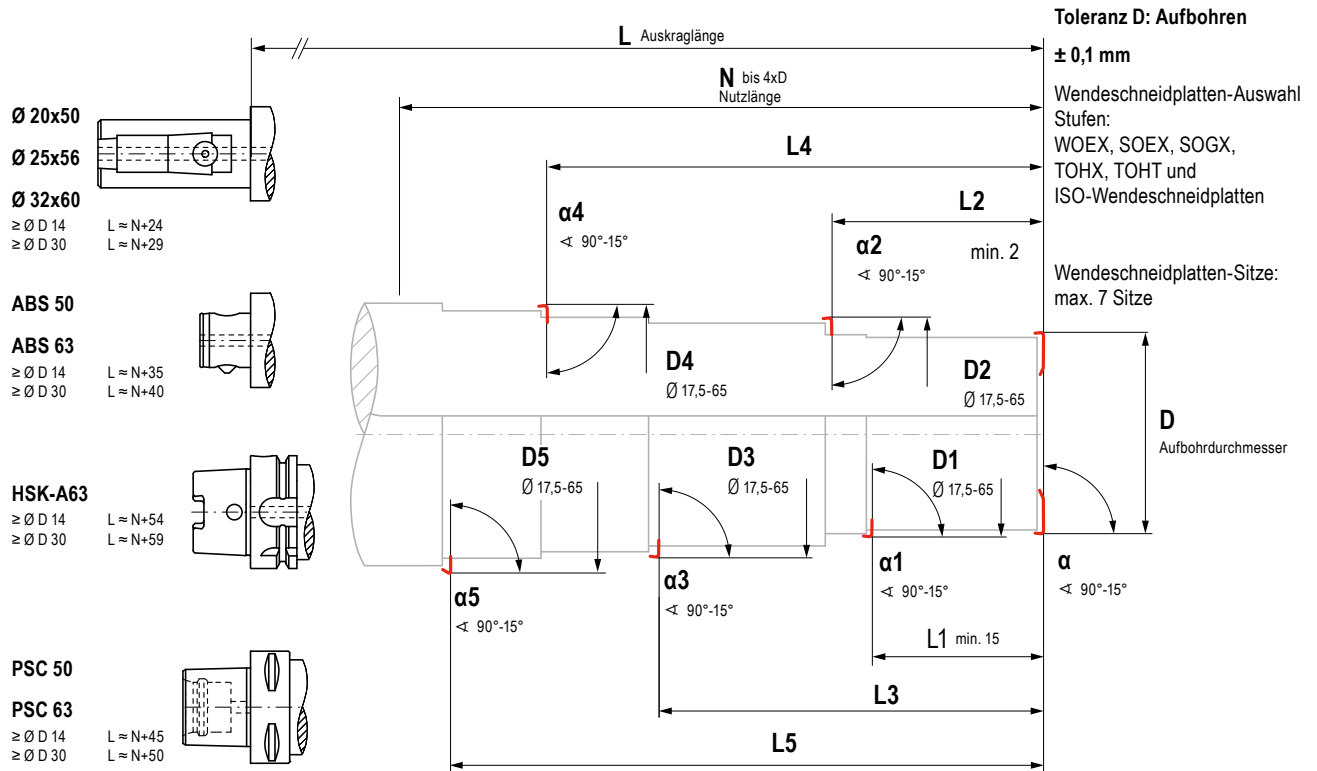 Toleranz D: Aufbohren
± 0,1 mm
Wendeschneidplatten-Auswahl
Stufen:
WOEX, SOEX, SOGX,
TOHX, TOHT und
ISO-Wendeschneidplatten
Wendeschneidplatten-Sitze:
max. 7 Sitze
L Auskraglänge
N bis 4xD
Nutzlänge
L4
L2
min. 2
Ø 20x50
Ø 25x56
Ø 32x60
≥ Ø D 14 L ≈ N+24
≥ Ø D 30 L ≈ N+29
ABS 50
ABS 63
≥ Ø D 14 L ≈ N+35
≥ Ø D 30 L ≈ N+40
HSK-A63
≥ Ø D 14 L ≈ N+54
≥ Ø D 30 L ≈ N+59
PSC 50
PSC 63
≥ Ø D 14 L ≈ N+45
≥ Ø D 30 L ≈ N+50
α4
∢ 90°-15°
α2
∢ 90°-15°
D4
Ø 17,5-65
D2
Ø 17,5-65
D
Aufbohrdurchmesser
D5
Ø 17,5-65
D3
Ø 17,5-65
D1
Ø 17,5-65
α5
∢ 90°-15°
α3
∢ 90°-15°
α1
∢ 90°-15°
α
∢ 90°-15°
L1 min. 15
L3
L5